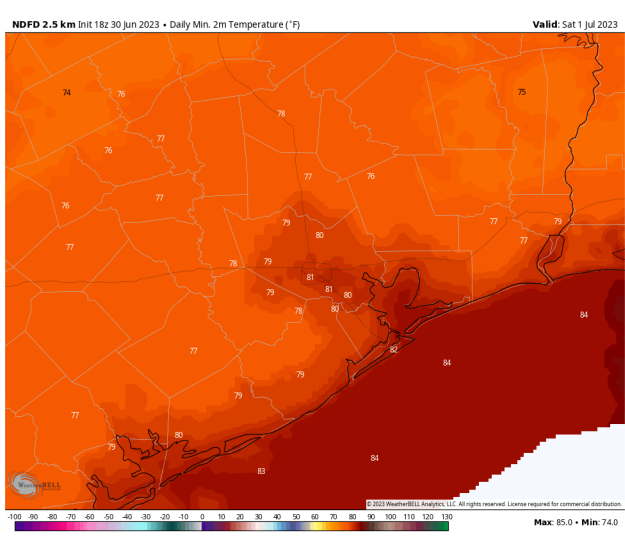 NDFD 2.5 km Init 18z 30 Jun 2023 • Daily Min. 2m Temperature (°F) Valid: Sat 1 Jul 2023
74 76 75
78
77
76
77 76
76 77
79 77 79
80 77
77
78 79
81
79 81 80
78 80 84
77 82
84
79
79
77
80
79
83 84
WEATHERBELL
© 2023 WeatherBELL Analytics, LLC. All rights reserved. License required for commercial distribution.
-100 -90 -80 -70 -60 -50 -40 -30 -20 -10 0 10 20 30 40 50 60 70 80 90 100 110 120 130
Max: 85.0 • Min: 74.0